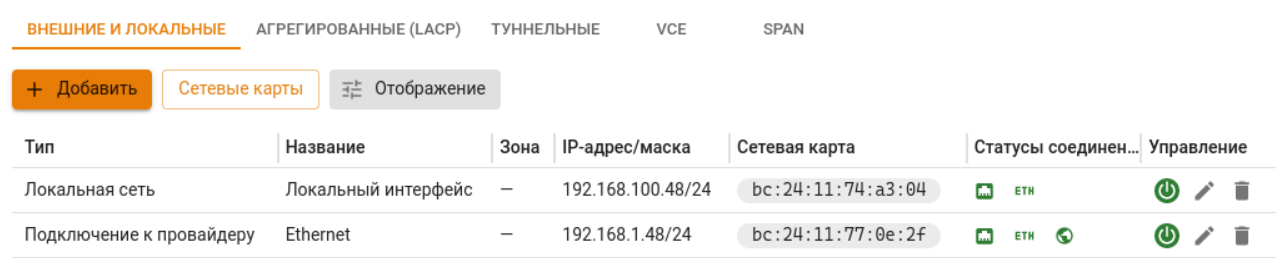 ВНЕШНИЕ И ЛОКАЛЬНЫЕ АГРЕГИРОВАННЫЕ (LACP) ТУННЕЛЬНЫЕ VCE SPAN
+ Добавить Сетевые карты Отображение
Тип Название Зона IP-адрес/маска Сетевая карта Статусы соединен... Управление
Локальная сеть Локальный интерфейс — 192.168.100.48/24 bc:24:11:74:a3:04 ETH
Подключение к провайдеру Ethernet — 192.168.1.48/24 bc:24:11:77:0e:2f ETH